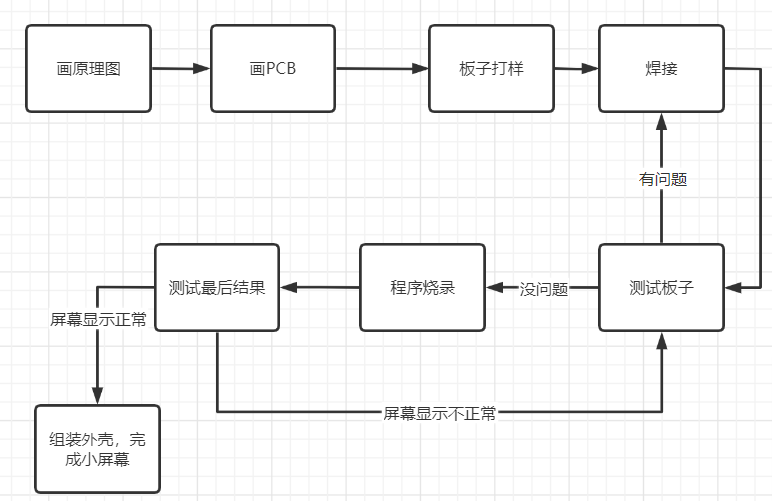 画原理图
画PCB
板子打样
焊接
有问题
测试最后结果
程序烧录
没问题
测试板子
屏幕显示正常
屏幕显示不正常
组装外壳，完
成小屏幕